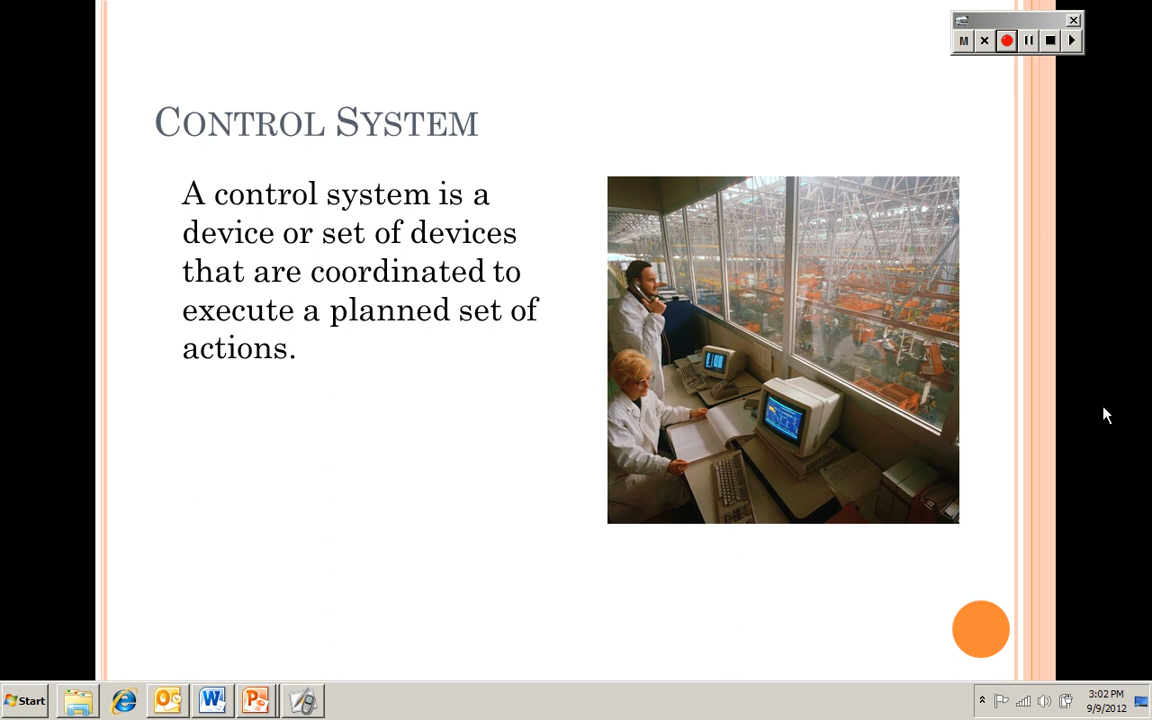 M
CONTROL SYSTEM
A control system is a
device or set of devices
that are coordinated to
execute a planned set of
actions.
Start
3:02 PM
9/9/2012